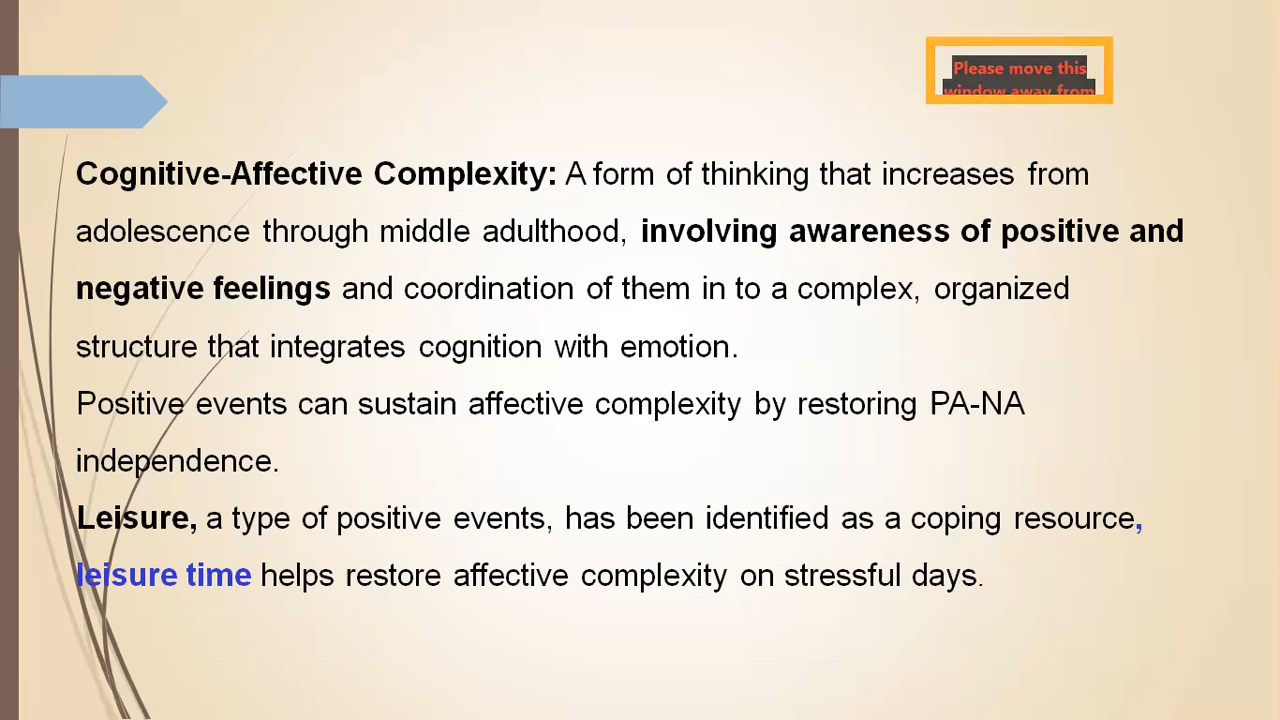 Please move this
window away from
Cognitive-Affective Complexity: A form of thinking that increases from
adolescence through middle adulthood, involving awareness of positive and
negative feelings and coordination of them in to a complex, organized
structure that integrates cognition with emotion.
Positive events can sustain affective complexity by restoring PA-NA
independence.
Leisure, a type of positive events, has been identified as a coping resource,
leisure time helps restore affective complexity on stressful days.